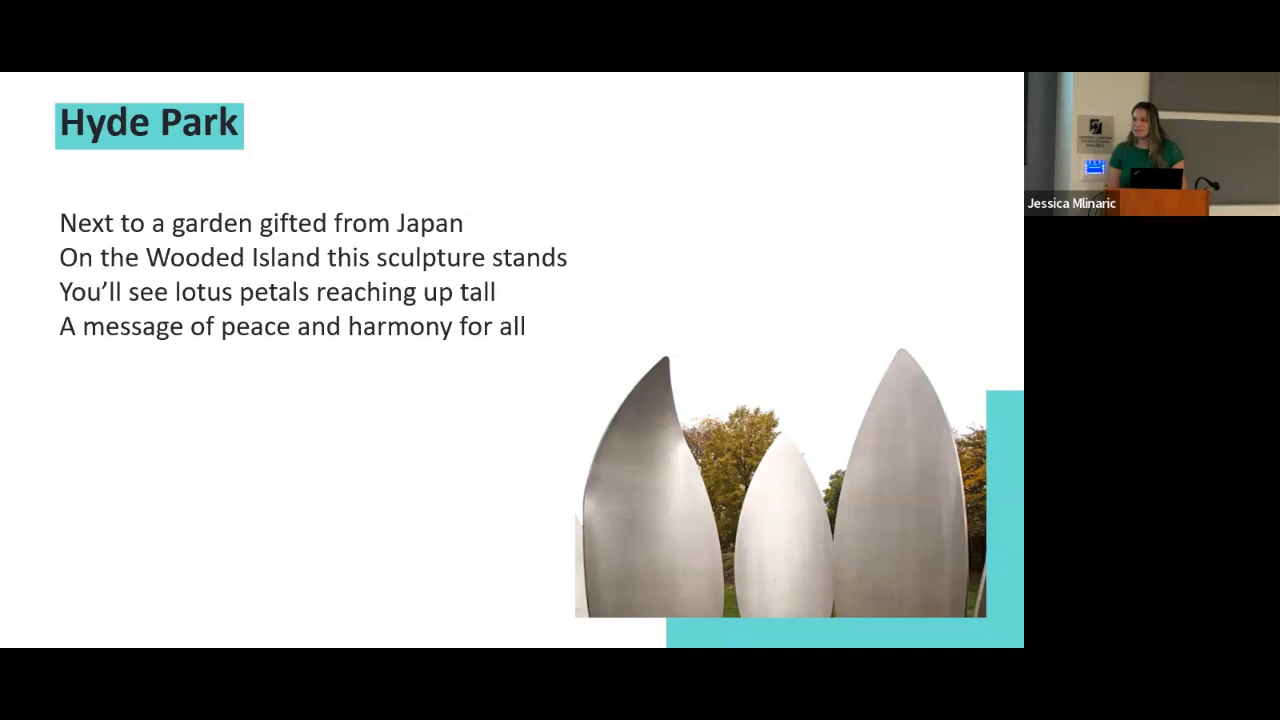 Hyde Park
Next to a garden gifted from Japan
On the Wooded Island this sculpture stands
You’ll see lotus petals reaching up tall
A message of peace and harmony for all
Jessica Mlinaric